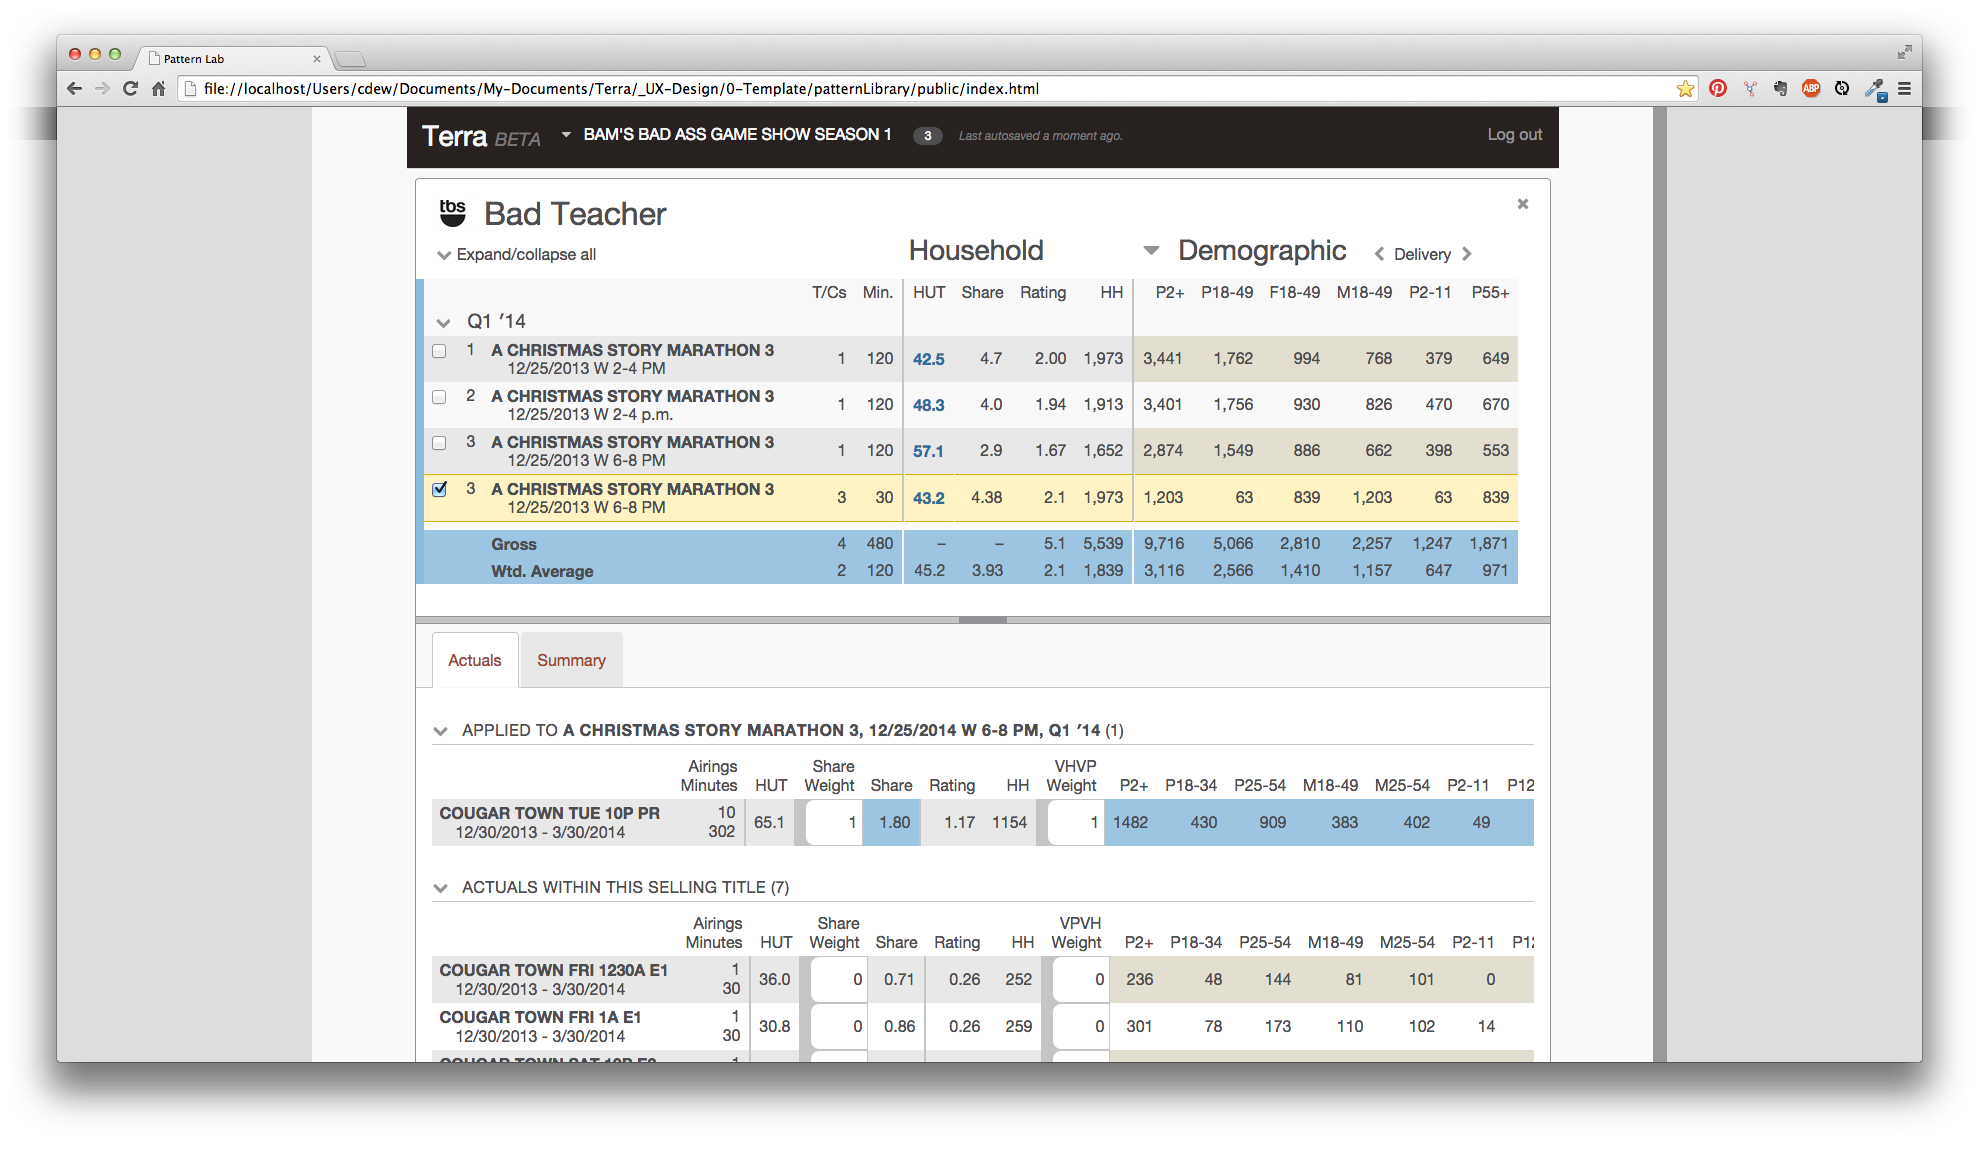 Pattern Lab
file://localhost/Users/cdew/Documents/My-Documents/Terra/_UX-Design/0-Template/patternLibrary/public/index.html
ABP
Terra BETA BAM'S BAD ASS GAME SHOW SEASON 1 3 Last autosaved a moment ago. Log out
tbs Bad Teacher
Expand/collapse all Household Demographic Delivery
T/Cs Min. HUT Share Rating HH P2+ P18-49 F18-49 M18-49 P2-11 P55+
Q1 '14
1 A CHRISTMAS STORY MARATHON 3 1 120 42.5 4.7 2.00 1,973 3,441 1,762 994 768 379 649
12/25/2013 W 2-4 PM
2 A CHRISTMAS STORY MARATHON 3 1 120 48.3 4.0 1.94 1,913 3,401 1,756 930 826 470 670
12/25/2013 W 2-4 p.m.
3 A CHRISTMAS STORY MARATHON 3 1 120 57.1 2.9 1.67 1,652 2,874 1,549 886 662 398 553
12/25/2013 W 6-8 PM
3 A CHRISTMAS STORY MARATHON 3 3 30 43.2 4.38 2.1 1,973 1,203 63 839 1,203 63 839
12/25/2013 W 6-8 PM
Gross 4 480 – – 5.1 5,539 9,716 5,066 2,810 2,257 1,247 1,871
Wtd. Average 2 120 45.2 3.93 2.1 1,839 3,116 2,566 1,410 1,157 647 971
Actuals Summary
APPLIED TO A CHRISTMAS STORY MARATHON 3, 12/25/2014 W 6-8 PM, Q1 '14 (1)
Airings Share VHVP
Minutes HUT Weight Share Rating HH Weight P2+ P18-34 P25-54 M18-49 M25-54 P2-11 P12
COUGAR TOWN TUE 10P PR 10 65.1 1 1.80 1.17 1154 1 1482 430 909 383 402 49
12/30/2013 - 3/30/2014 302
ACTUALS WITHIN THIS SELLING TITLE (7)
Airings Share VPVH
Minutes HUT Weight Share Rating HH Weight P2+ P18-34 P25-54 M18-49 M25-54 P2-11 P12
COUGAR TOWN FRI 1230A E1 1 36.0 0 0.71 0.26 252 0 236 48 144 81 101 0
12/30/2013 - 3/30/2014 30
COUGAR TOWN FRI 1A E1 1 30.8 0 0.86 0.26 259 0 301 78 173 110 102 14
12/30/2013 - 3/30/2014 30
COUGAR TOWN SAT